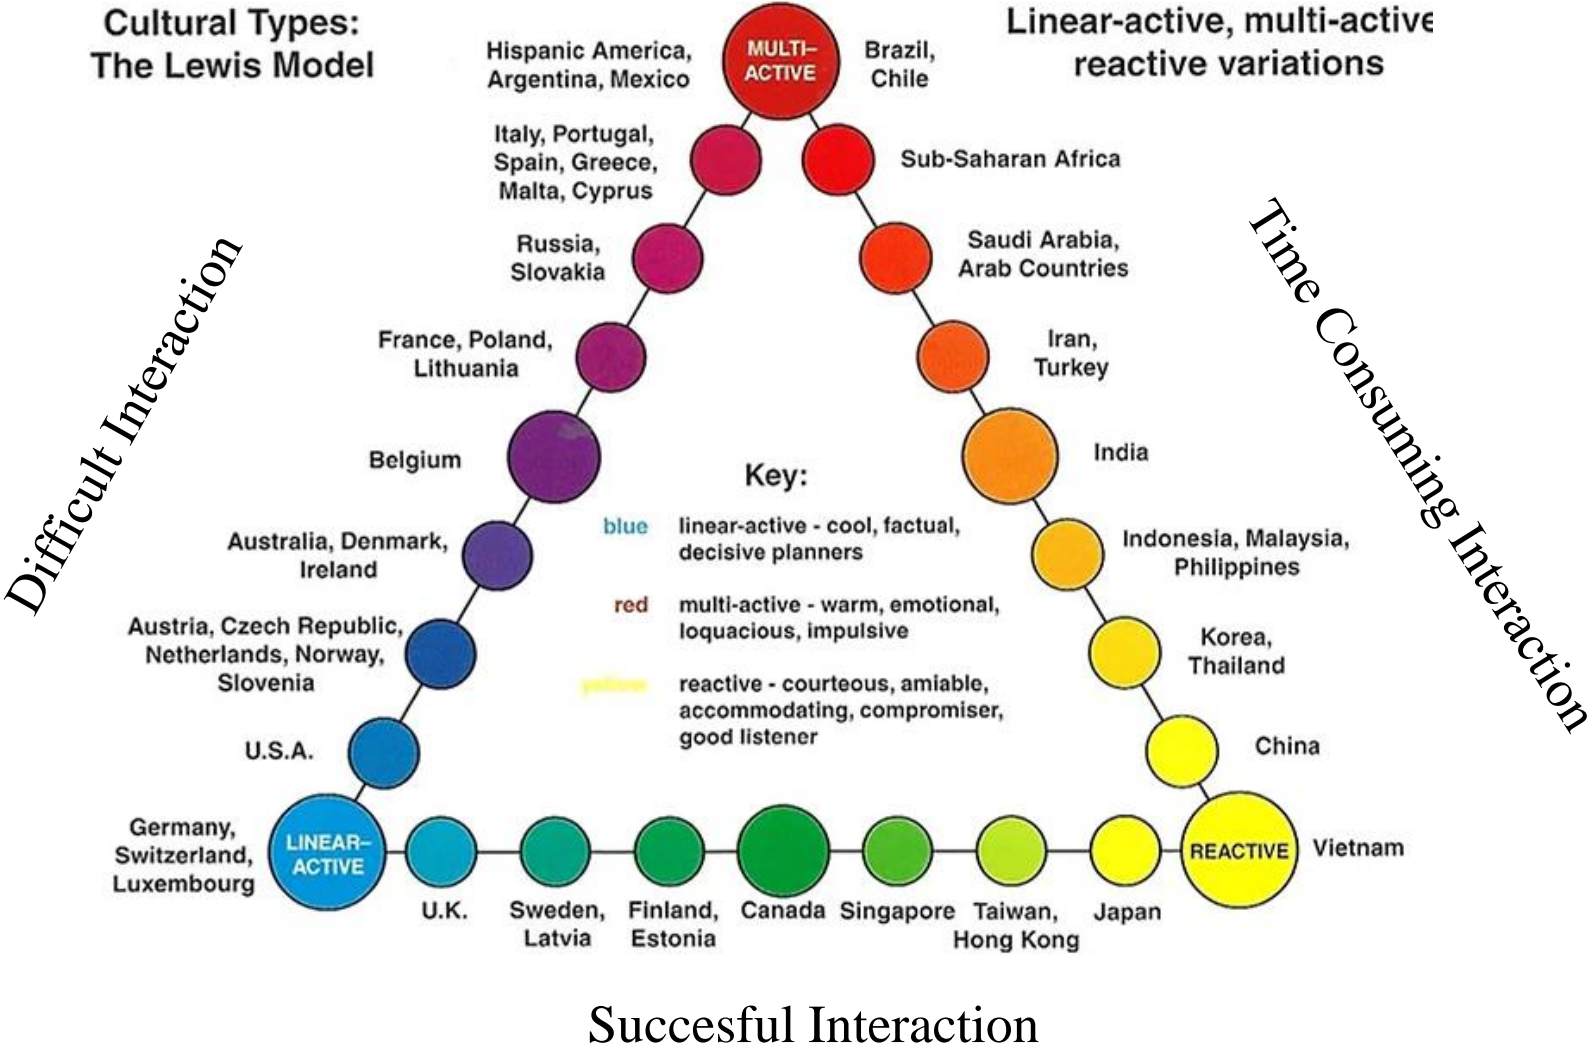 Cultural Types:
The Lewis Model
Linear-active, multi-active
reactive variations
Hispanic America,
Argentina, Mexico
MULTI–
ACTIVE
Brazil,
Chile
Italy, Portugal,
Spain, Greece,
Malta, Cyprus
Sub-Saharan Africa
Russia,
Slovakia
Saudi Arabia,
Arab Countries
France, Poland,
Lithuania
Iran,
Turkey
Belgium
India
Australia, Denmark,
Ireland
Indonesia, Malaysia,
Philippines
Austria, Czech Republic,
Netherlands, Norway,
Slovenia
Korea,
Thailand
U.S.A.
China
Key:
blue linear-active - cool, factual,
decisive planners
red multi-active - warm, emotional,
loquacious, impulsive
yellow reactive - courteous, amiable,
accommodating, compromiser,
good listener
Germany,
Switzerland,
Luxembourg
LINEAR–
ACTIVE
REACTIVE
Vietnam
U.K.
Sweden,
Latvia
Finland,
Estonia
Canada
Singapore
Taiwan,
Hong Kong
Japan
Difficult Interaction
Time Consuming Interaction
Succesful Interaction